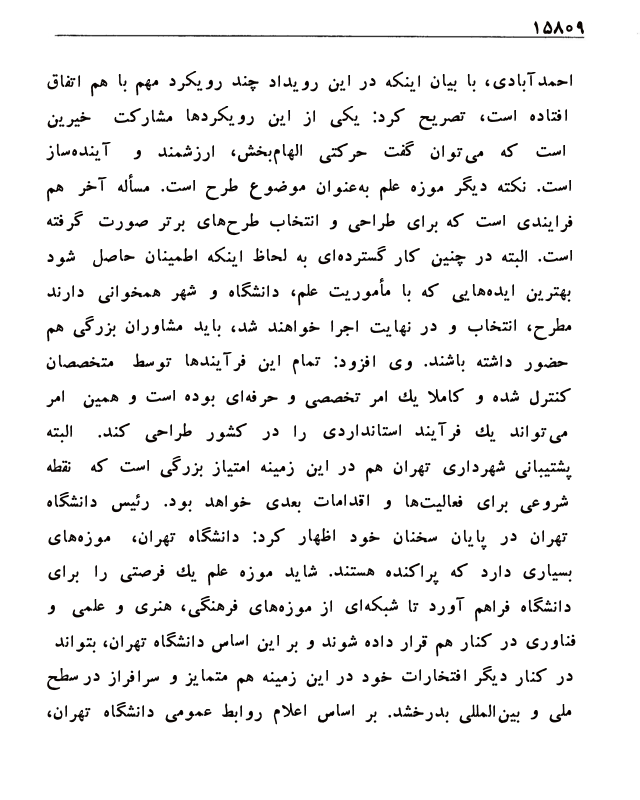 ۱۵۸۰۹
احمدآبادی، با بیان اینکه در این رویداد چند رویکرد مهم با هم اتفاق
افتاده است، تصریح کرد: یکی از این رویکردها مشارکت خیرین
است که می‌توان گفت حرکتی الهام‌بخش، ارزشمند و آینده‌ساز
است. نکته دیگر موزه علم به‌عنوان موضوع طرح است. مسأله آخر هم
فرایندی است که برای طراحی و انتخاب طرح‌های برتر صورت گرفته
است. البته در چنین کار گسترده‌ای به لحاظ اینکه اطمینان حاصل شود
بهترین ایده‌هایی که با مأموریت علم، دانشگاه و شهر همخوانی دارند
مطرح، انتخاب و در نهایت اجرا خواهند شد، باید مشاوران بزرگی هم
حضور داشته باشند. وی افزود: تمام این فرآیندها توسط متخصصان
کنترل شده و کاملا یك امر تخصصی و حرفه‌ای بوده است و همین امر
می‌تواند یك فرآیند استانداردی را در کشور طراحی کند. البته
پشتیبانی شهرداری تهران هم در این زمینه امتیاز بزرگی است که نقطه
شروعی برای فعالیت‌ها و اقدامات بعدی خواهد بود. رئیس دانشگاه
تهران در پایان سخنان خود اظهار کرد: دانشگاه تهران، موزه‌های
بسیاری دارد که پراکنده هستند. شاید موزه علم یك فرصتی را برای
دانشگاه فراهم آورد تا شبکه‌ای از موزه‌های فرهنگی، هنری و علمی و
فناوری در کنار هم قرار داده شوند و بر این اساس دانشگاه تهران، بتواند
در کنار دیگر افتخارات خود در این زمینه هم متمایز و سرافراز در سطح
ملی و بین‌المللی بدرخشد. بر اساس اعلام روابط عمومی دانشگاه تهران،